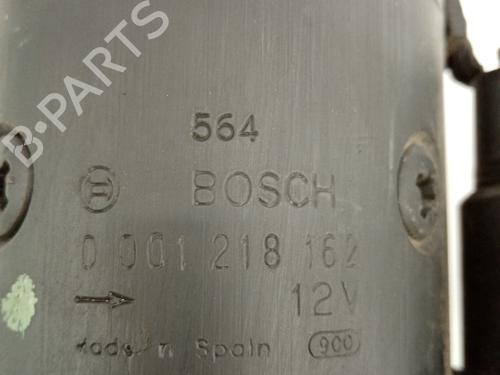 B-PARTS
564
BOSCH
0 001 218 162
12V
Made in Spain 900